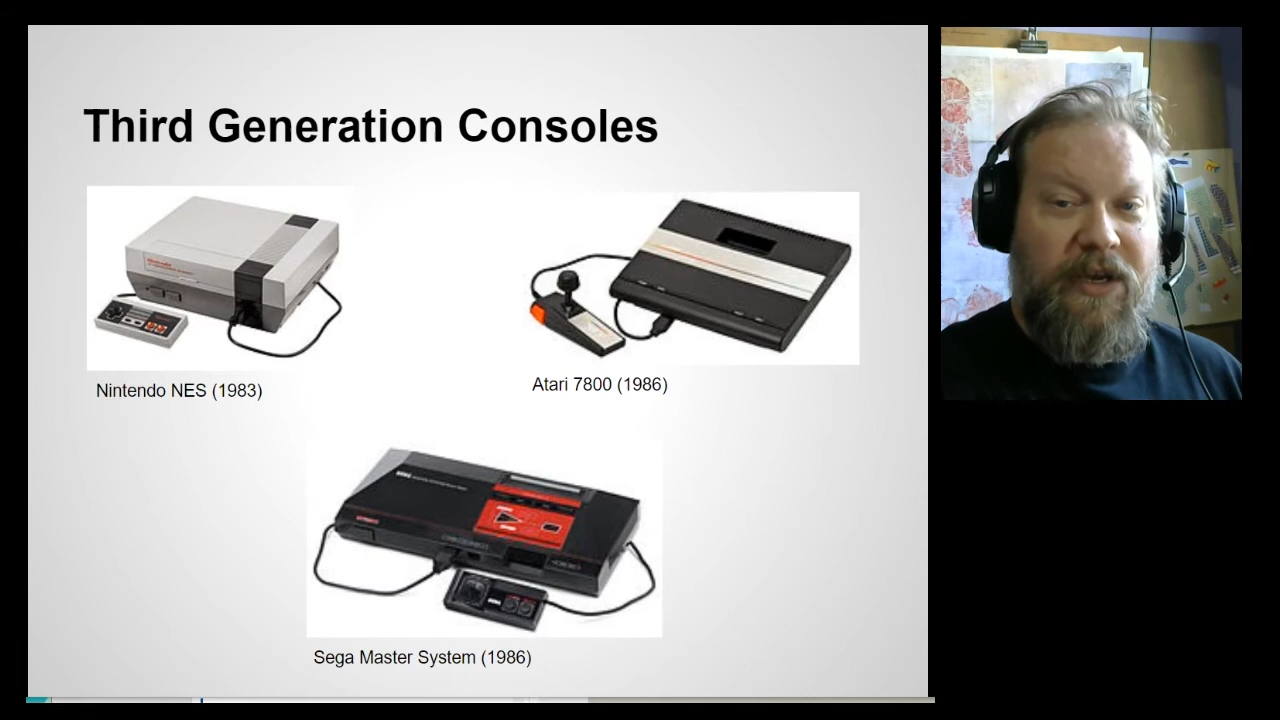 Third Generation Consoles
Nintendo NES (1983)
Atari 7800 (1986)
Sega Master System (1986)